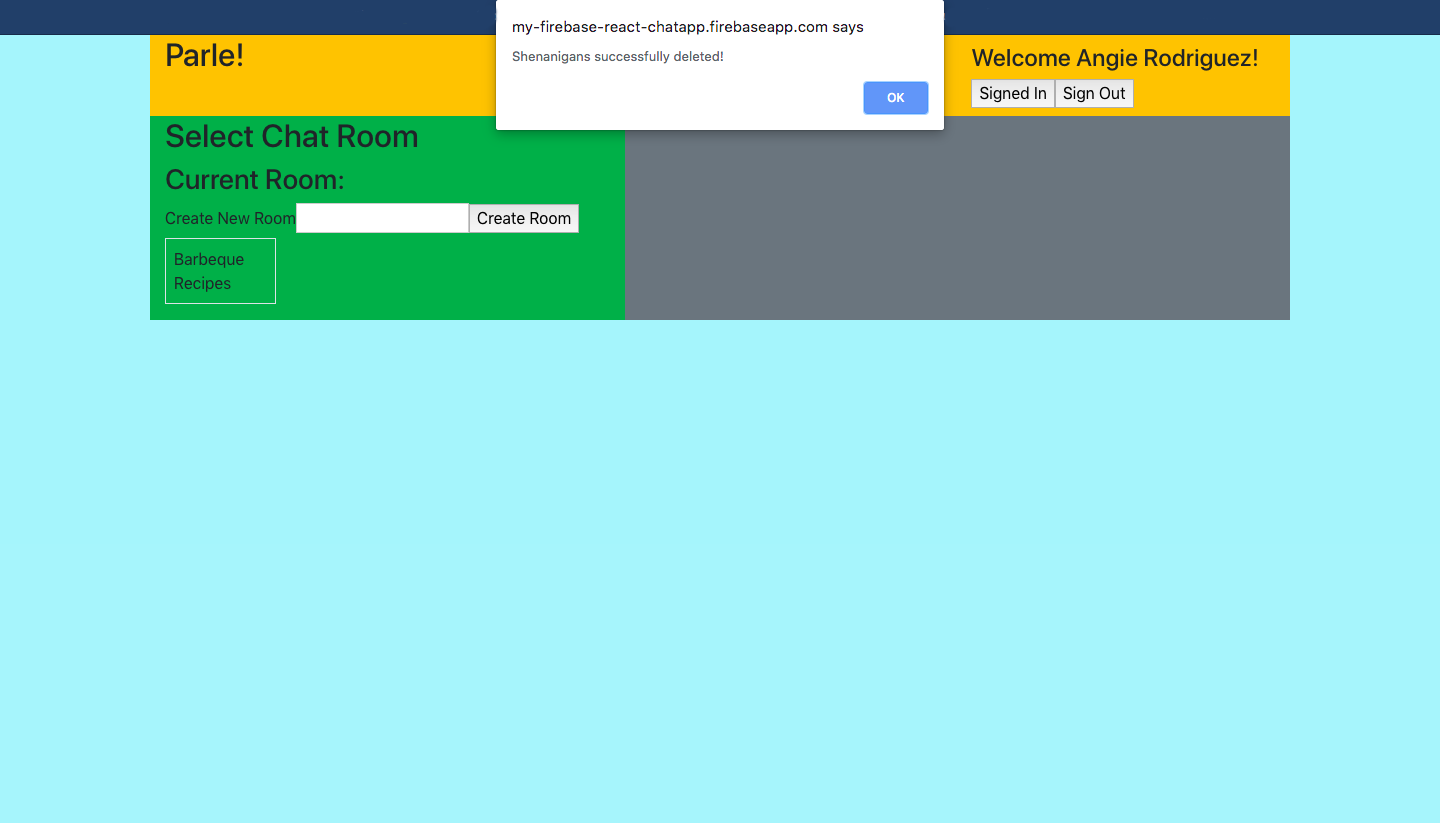 my-firebase-react-chatapp.firebaseapp.com says
Shenanigans successfully deleted!
OK
Parle!
Welcome Angie Rodriguez!
Signed In
Sign Out
Select Chat Room
Current Room:
Create New Room
Create Room
Barbeque
Recipes